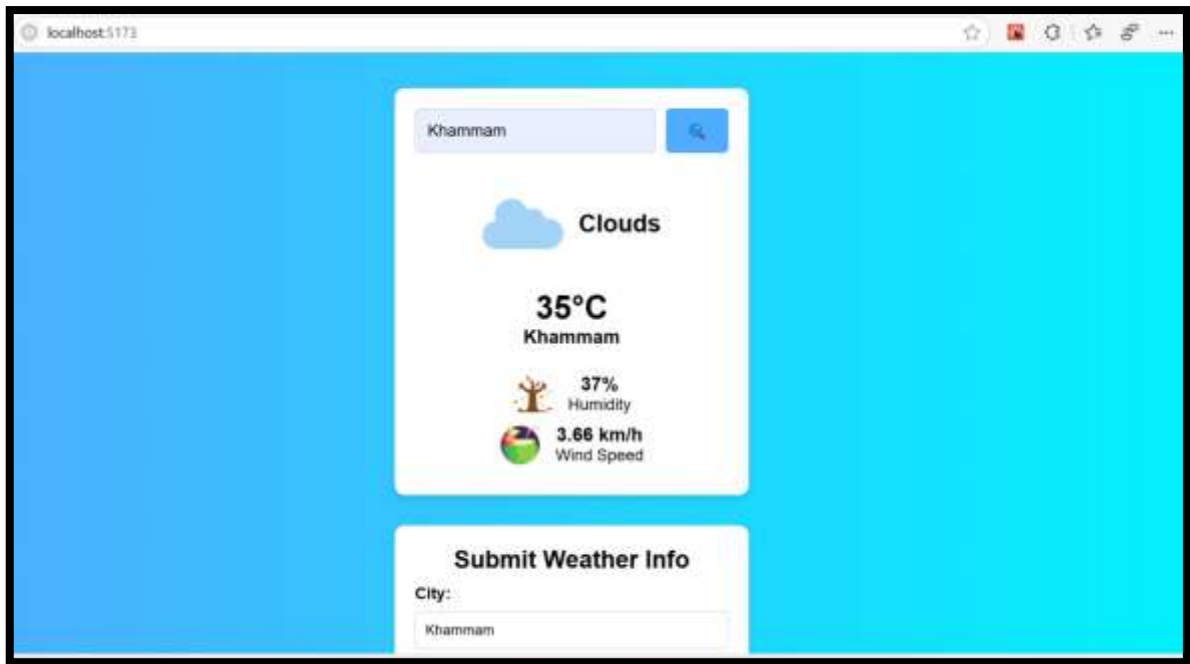 localhost:5173
Khammam
Clouds
35°C
Khammam
37%
Humidity
3.66 km/h
Wind Speed
Submit Weather Info
City:
Khammam